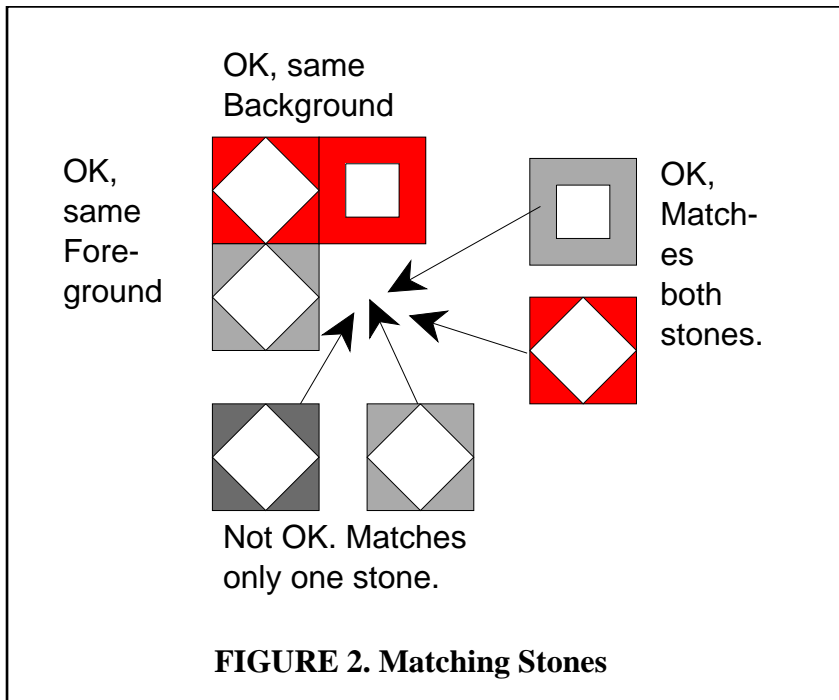 OK, same
Background
OK,
same
Fore-
ground
OK,
Match-
es
both
stones.
Not OK. Matches
only one stone.
FIGURE 2. Matching Stones